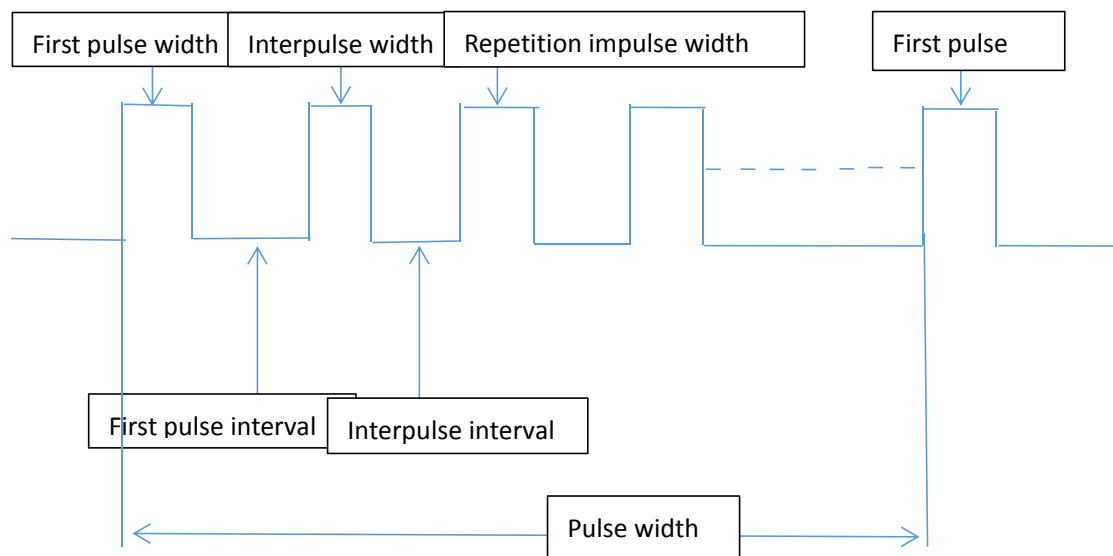 First pulse width
Interpulse width
Repetition impulse width
First pulse
First pulse interval
Interpulse interval
Pulse width